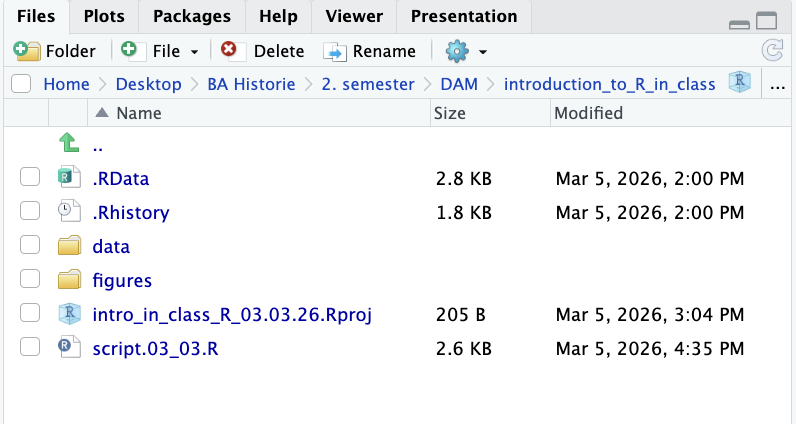 Files Plots Packages Help Viewer Presentation
Folder File Delete Rename
Home Desktop BA Historie 2. semester DAM introduction_to_R_in_class ...
Name Size Modified
..
.RData 2.8 KB Mar 5, 2026, 2:00 PM
.Rhistory 1.8 KB Mar 5, 2026, 2:00 PM
data
figures
intro_in_class_R_03.03.26.Rproj 205 B Mar 5, 2026, 3:04 PM
script.03_03.R 2.6 KB Mar 5, 2026, 4:35 PM